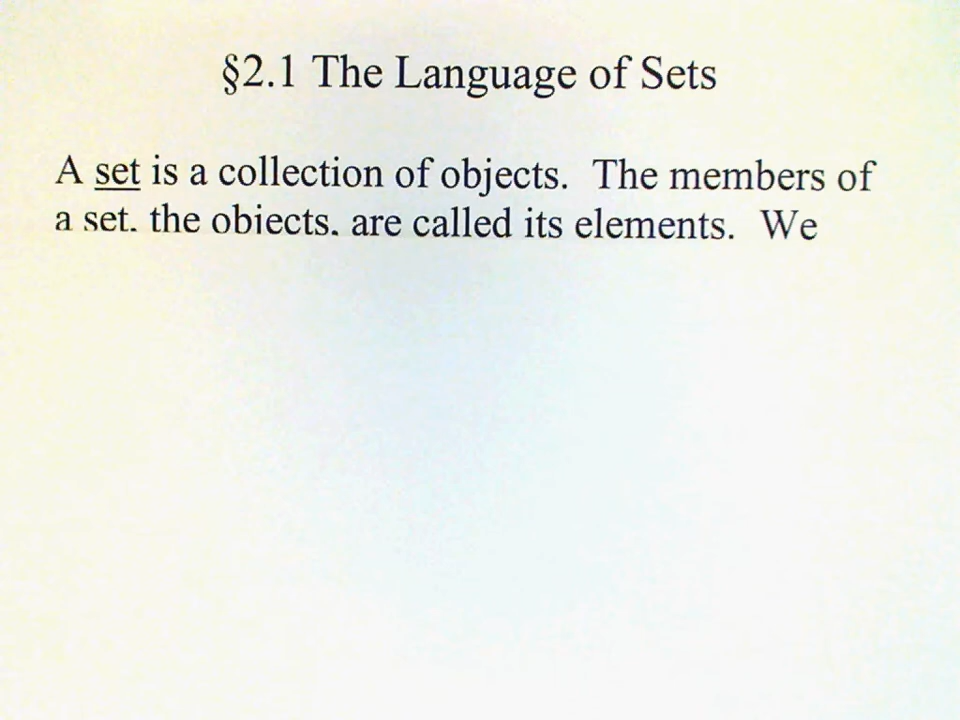 §2.1 The Language of Sets
A set is a collection of objects.  The members of
a set, the objects, are called its elements.  We